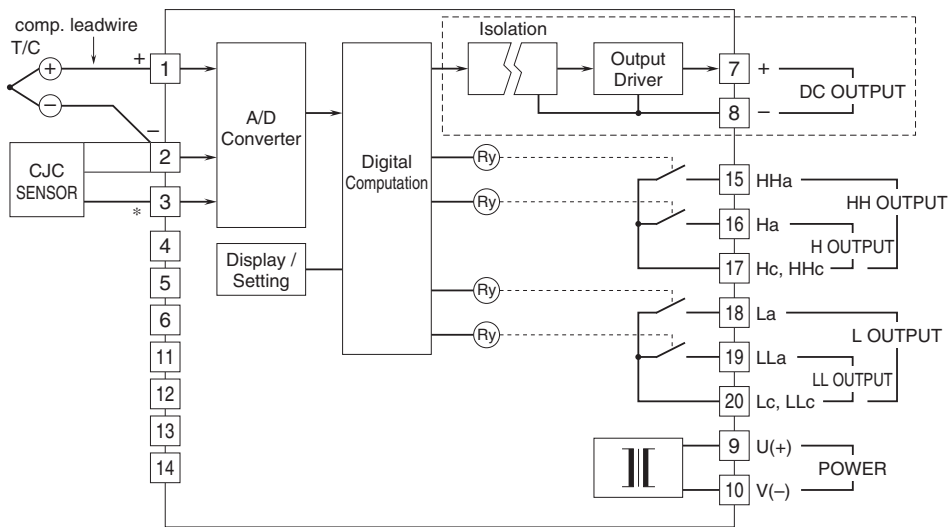 comp. leadwire
T/C
+
−
+
−
1
2
3
*
4
5
6
11
12
13
14
CJC
SENSOR
A/D
Converter
Display /
Setting
Digital
Computation
Isolation
Output
Driver
Ry
Ry
Ry
Ry
7 +
8 −
DC OUTPUT
15 HHa
16 Ha
17 Hc, HHc
HH OUTPUT
H OUTPUT
18 La
19 LLa
20 Lc, LLc
L OUTPUT
LL OUTPUT
9 U(+)
10 V(–)
POWER